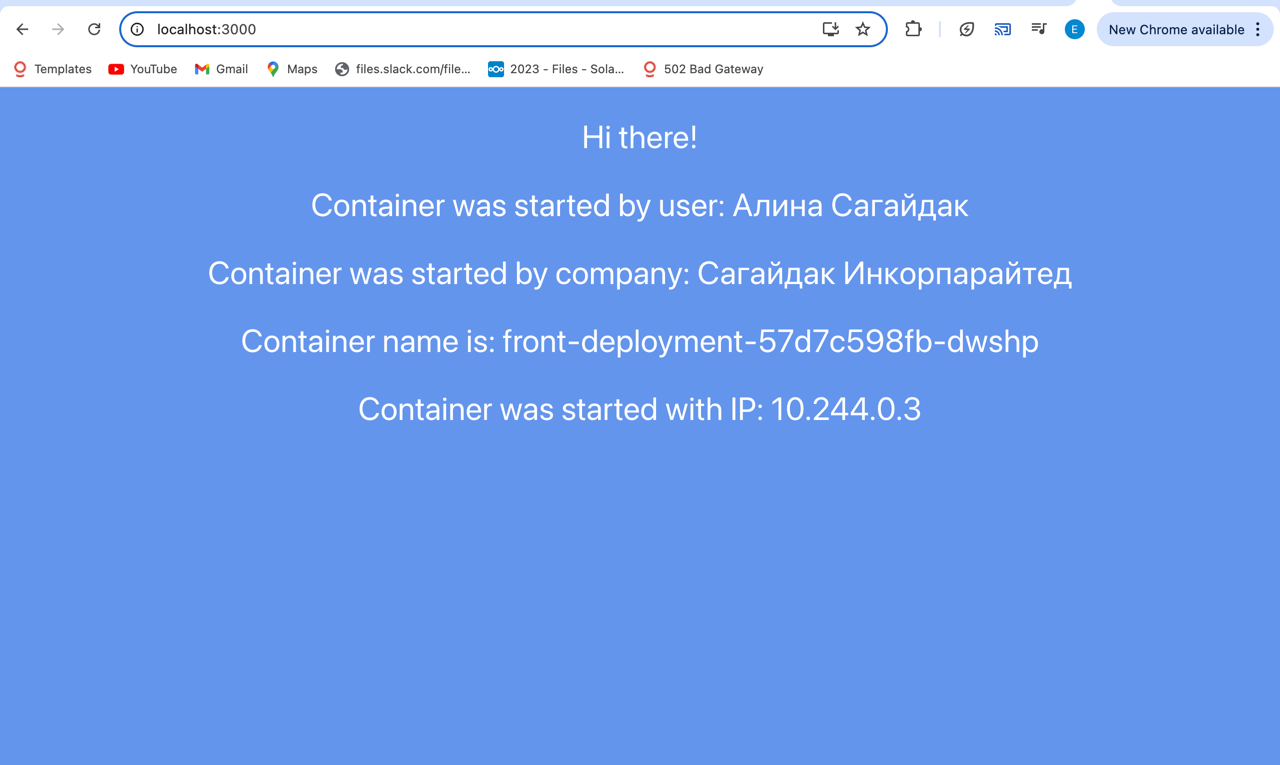 localhost:3000
E
New Chrome available
Templates
YouTube
Gmail
Maps
files.slack.com/file...
2023 - Files - Sola...
502 Bad Gateway
Hi there!
Container was started by user: Алина Сагайдак
Container was started by company: Сагайдак Инкорпарайтед
Container name is: front-deployment-57d7c598fb-dwshp
Container was started with IP: 10.244.0.3